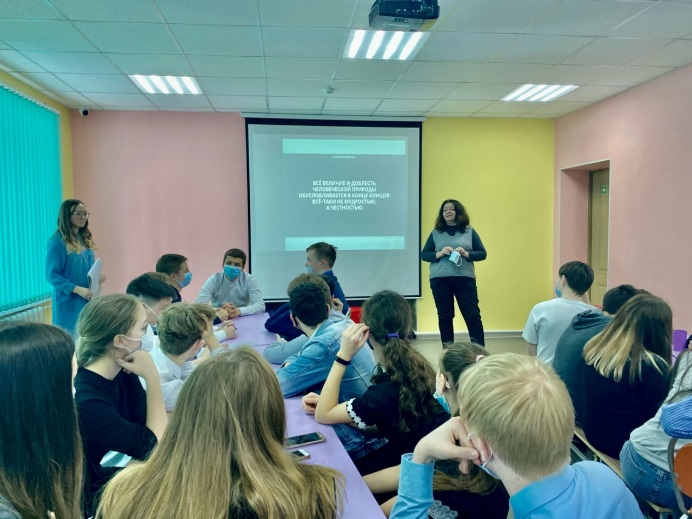 ВСЁ ВЕЛИЧИЕ И ДОБЛЕСТЬ
ЧЕЛОВЕЧЕСКОЙ ПРИРОДЫ
ОБУСЛОВЛИВАЕТСЯ В КОНЦЕ КОНЦОВ
ВСЁ-ТАКИ НЕ МУДРОСТЬЮ,
А ЧЕСТНОСТЬЮ.